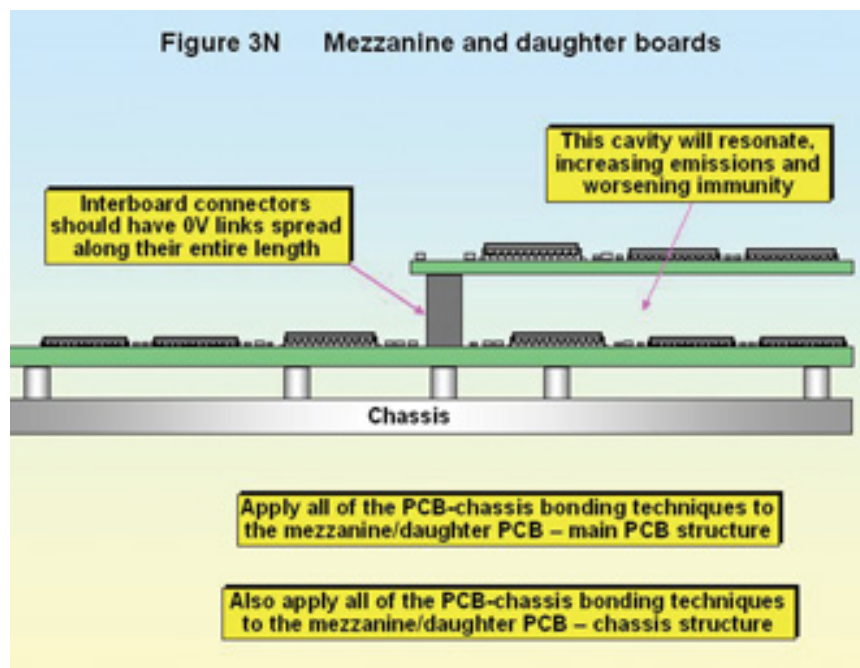 Figure 3N Mezzanine and daughter boards
This cavity will resonate,
increasing emissions and
worsening immunity
Interboard connectors
should have 0V links spread
along their entire length
Chassis
Apply all of the PCB-chassis bonding techniques to
the mezzanine/daughter PCB – main PCB structure
Also apply all of the PCB-chassis bonding techniques
to the mezzanine/daughter PCB – chassis structure